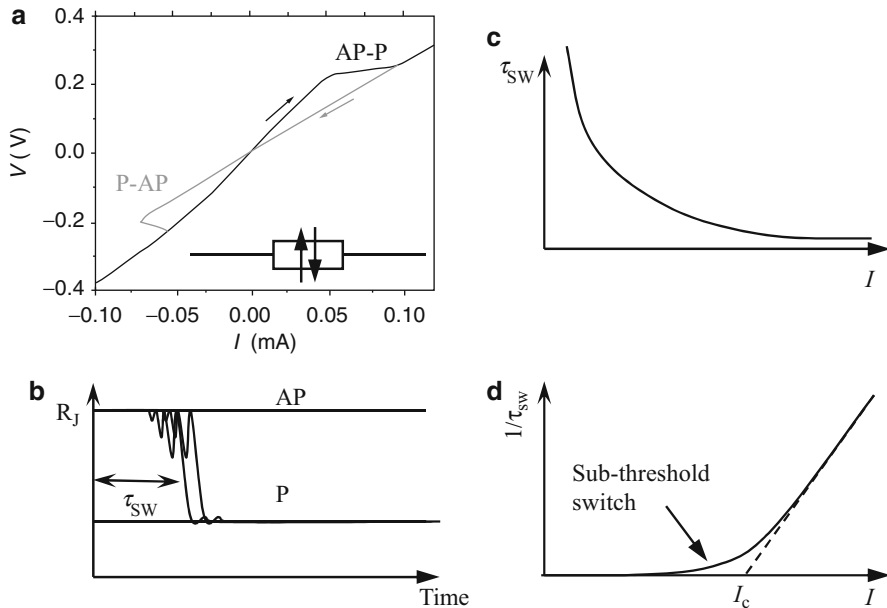 a
0.4
0.2
0.0
−0.2
−0.4
V ( V)
AP-P
P-AP
−0.10
−0.05
0.00
0.05
0.10
I (mA)
b
R_J
AP
τ_SW
P
Time
c
τ_SW
I
d
1/τ_sw
Sub-threshold
switch
I_c
I